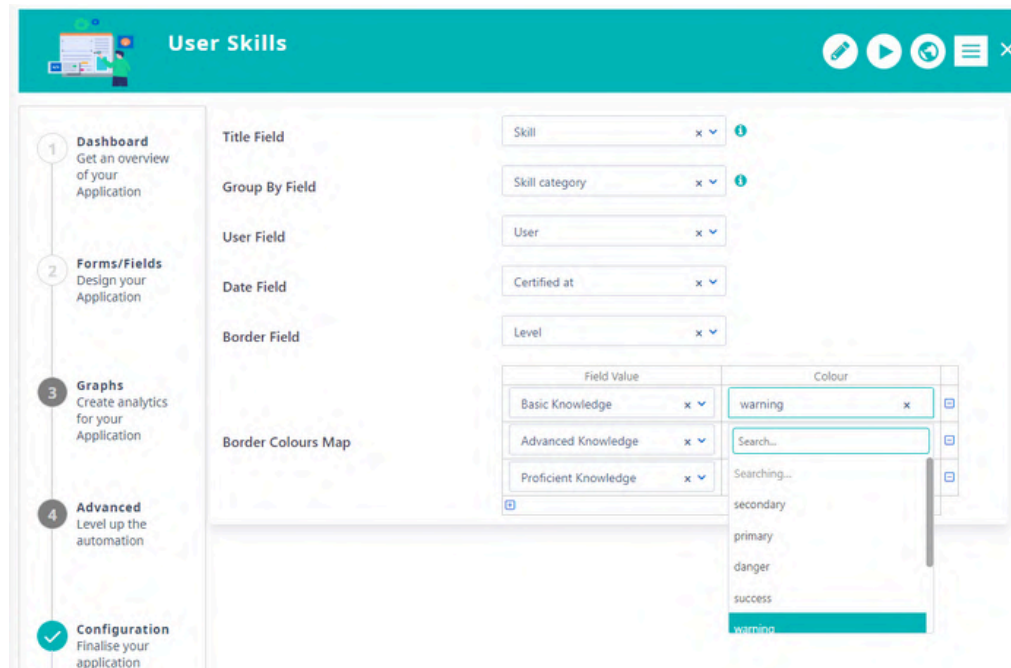 User Skills
1
Dashboard
Get an overview
of your
Application
2
Forms/Fields
Design your
Application
3
Graphs
Create analytics
for your
Application
4
Advanced
Level up the
automation
Configuration
Finalise your
application
Title Field
Skill
Group By Field
Skill category
User Field
User
Date Field
Certified at
Border Field
Level
Border Colours Map
Field Value Colour
Basic Knowledge warning
Advanced Knowledge Search...
Proficient Knowledge
Searching...
secondary
primary
danger
success
warning